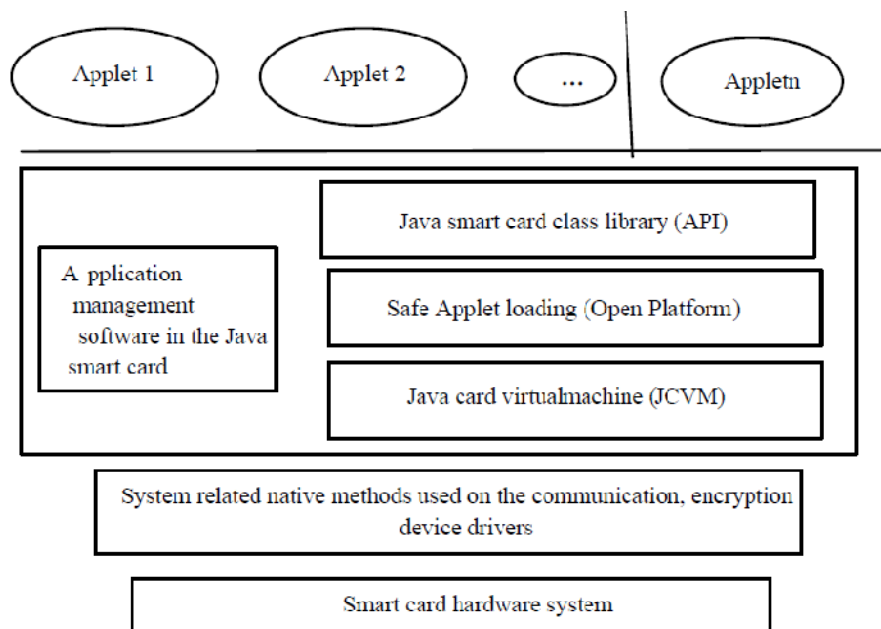 Applet 1
Applet 2
...
Appletn
Java smart card class library (API)
A pplication
management
software in the Java
smart card
Safe Applet loading (Open Platform)
Java card virtualmachine (JCVM)
System related native methods used on the communication, encryption
device drivers
Smart card hardware system